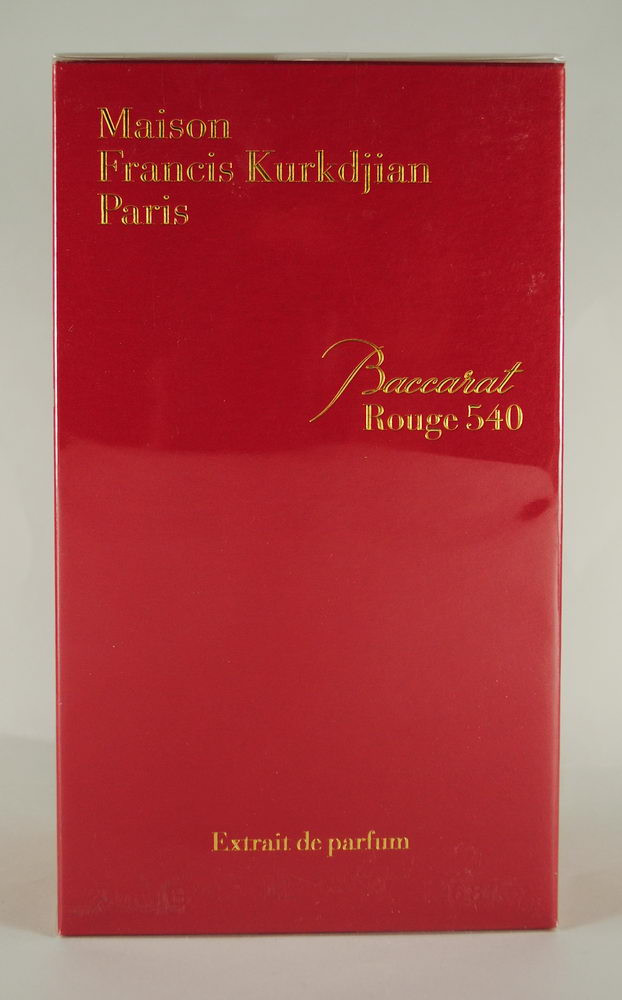 Maison
Francis Kurkdjian
Paris
Baccarat
Rouge 540
Extrait de parfum